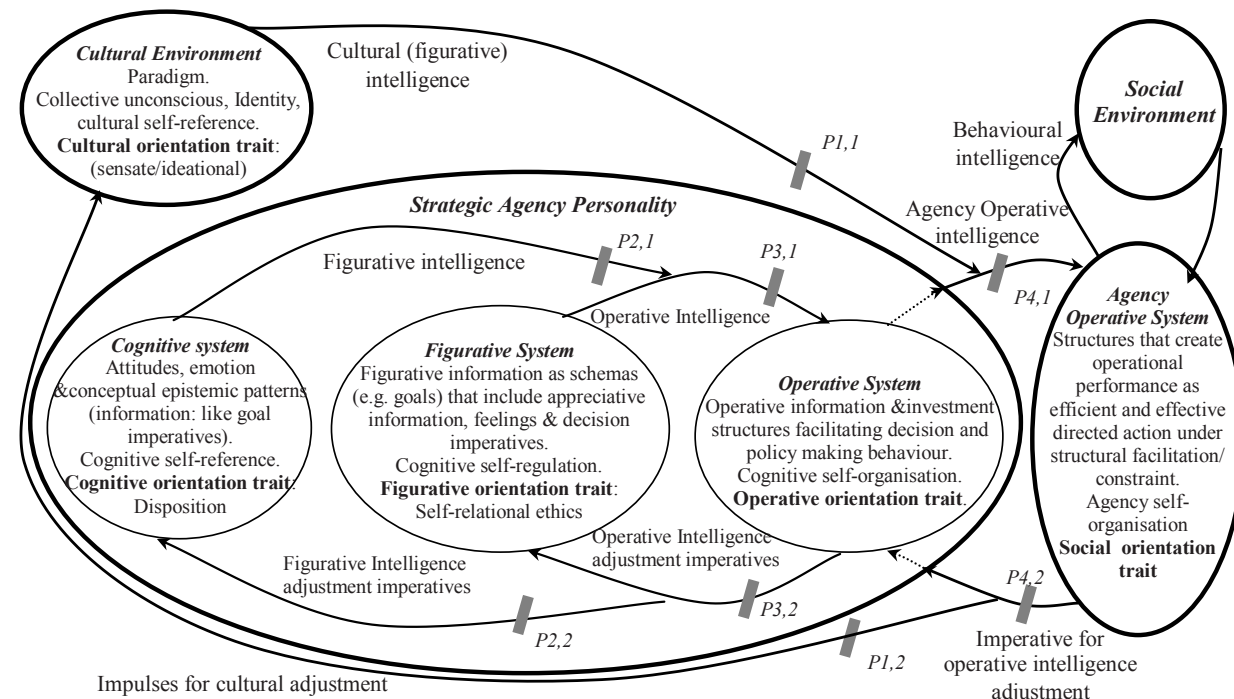 Cultural Environment
Paradigm.
Collective unconscious, Identity,
cultural self-reference.
Cultural orientation trait:
(sensate/ideational)
Cultural (figurative)
intelligence
P1,1
Social
Environment
Behavioural
intelligence
Agency Operative
intelligence
P4,1
Strategic Agency Personality
Figurative intelligence
P2,1
P3,1
Operative Intelligence
Cognitive system
Attitudes, emotion
&conceptual epistemic patterns
(information: like goal
imperatives).
Cognitive self-reference.
Cognitive orientation trait:
Disposition
Figurative System
Figurative information as schemas
(e.g. goals) that include appreciative
information, feelings & decision
imperatives.
Cognitive self-regulation.
Figurative orientation trait:
Self-relational ethics
Operative System
Operative information &investment
structures facilitating decision and
policy making behaviour.
Cognitive self-organisation.
Operative orientation trait.
Agency
Operative System
Structures that create
operational
performance as
efficient and effective
directed action under
structural facilitation/
constraint.
Agency self-
organisation
Social orientation
trait
Figurative Intelligence
adjustment imperatives
P2,2
Operative Intelligence
adjustment imperatives
P3,2
P1,2
P4,2
Imperative for
operative intelligence
adjustment
Impulses for cultural adjustment